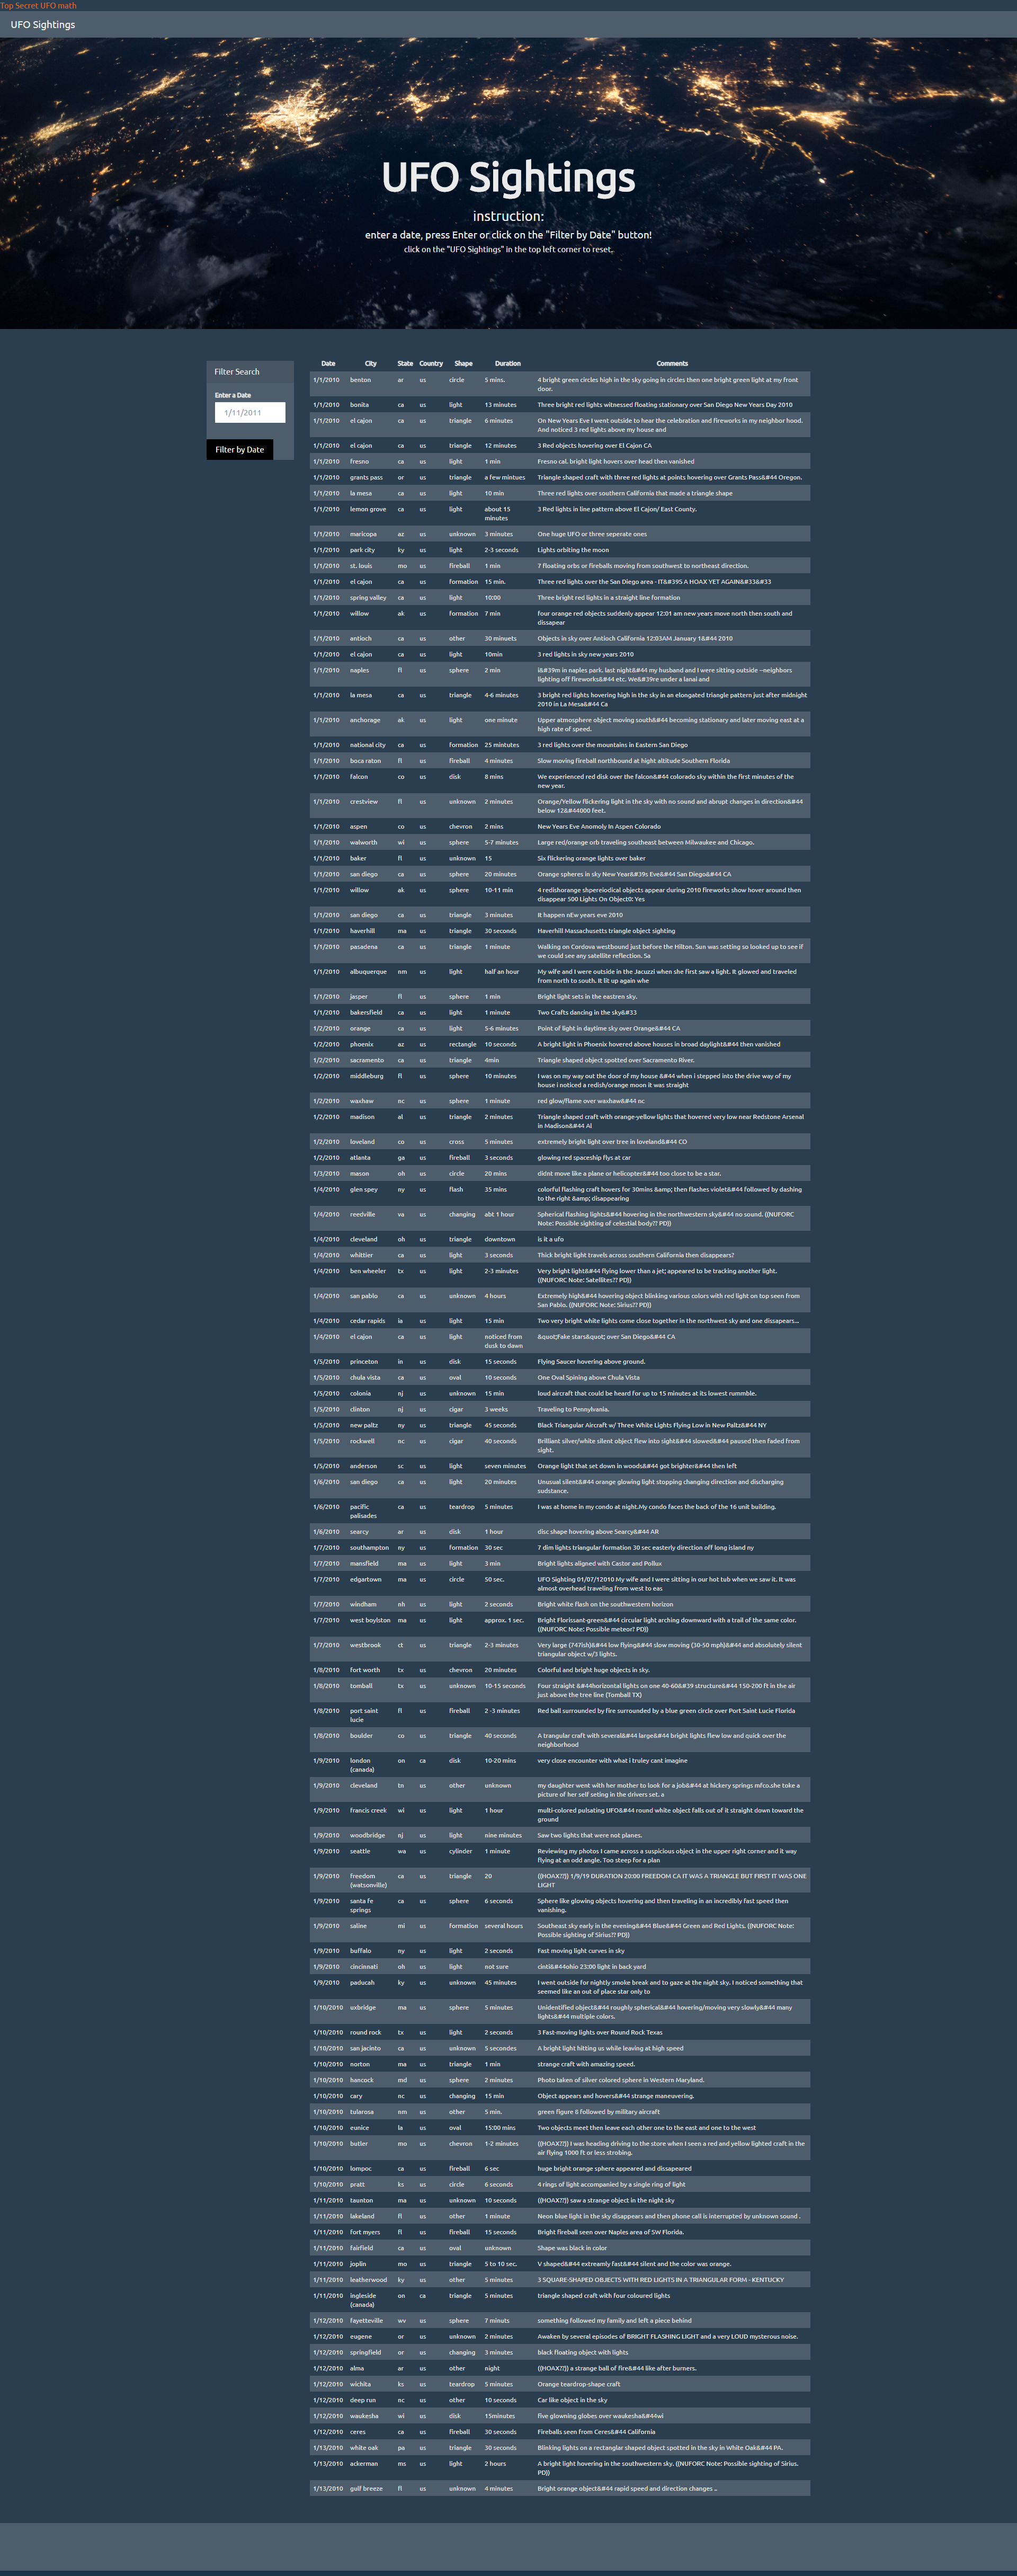 Top Secret UFO math
UFO Sightings
UFO Sightings
instruction:
enter a date, press Enter or click on the "Filter by Date" button!
click on the "UFO Sightings" in the top left corner to reset.
Filter Search
Enter a Date
1/11/2011
Filter by Date
Date City State Country Shape Duration Comments
1/1/2010 benton ar us circle 5 mins. 4 bright green circles high in the sky going in circles then one bright green light at my front
door.
1/1/2010 bonita ca us light 13 minutes Three bright red lights witnessed floating stationary over San Diego New Years Day 2010
1/1/2010 el cajon ca us triangle 6 minutes On New Years Eve I went outside to hear the celebration and fireworks in my neighbor hood.
And noticed 3 red lights above my house and
1/1/2010 el cajon ca us triangle 12 minutes 3 Red objects hovering over El Cajon CA
1/1/2010 fresno ca us light 1 min Fresno cal. bright light hovers over head then vanished
1/1/2010 grants pass or us triangle a few mintues Triangle shaped craft with three red lights at points hovering over Grants Pass&#44 Oregon.
1/1/2010 la mesa ca us light 10 min Three red lights over southern California that made a triangle shape
1/1/2010 lemon grove ca us light about 15 3 Red lights in line pattern above El Cajon/ East County.
minutes
1/1/2010 maricopa az us unknown 3 minutes One huge UFO or three seperate ones
1/1/2010 park city ky us light 2-3 seconds Lights orbiting the moon
1/1/2010 st. louis mo us fireball 1 min 7 floating orbs or fireballs moving from southwest to northeast direction.
1/1/2010 el cajon ca us formation 15 min. Three red lights over the San Diego area - IT&#39S A HOAX YET AGAIN&#33&#33
1/1/2010 spring valley ca us light 10:00 Three bright red lights in a straight line formation
1/1/2010 willow ak us formation 7 min four orange red objects suddenly appear 12:01 am new years move north then south and
dissapear
1/1/2010 antioch ca us other 30 minuets Objects in sky over Antioch California 12:03AM January 1&#44 2010
1/1/2010 el cajon ca us light 10min 3 red lights in sky new years 2010
1/1/2010 naples fl us sphere 2 min i&#39m in naples park. last night&#44 my husband and I were sitting outside --neighbors
lighting off fireworks&#44 etc. We&#39re under a lanai and
1/1/2010 la mesa ca us triangle 4-6 minutes 3 bright red lights hovering high in the sky in an elongated triangle pattern just after midnight
2010 in La Mesa&#44 Ca
1/1/2010 anchorage ak us light one minute Upper atmosphere object moving south&#44 becoming stationary and later moving east at a
high rate of speed.
1/1/2010 national city ca us formation 25 mintutes 3 red lights over the mountains in Eastern San Diego
1/1/2010 boca raton fl us fireball 4 minutes Slow moving fireball northbound at hight altitude Southern Florida
1/1/2010 falcon co us disk 8 mins We experienced red disk over the falcon&#44 colorado sky within the first minutes of the
new year.
1/1/2010 crestview fl us unknown 2 minutes Orange/Yellow flickering light in the sky with no sound and abrupt changes in direction&#44
below 12&#44000 feet.
1/1/2010 aspen co us chevron 2 mins New Years Eve Anomoly In Aspen Colorado
1/1/2010 walworth wi us sphere 5-7 minutes Large red/orange orb traveling southeast between Milwaukee and Chicago.
1/1/2010 baker fl us unknown 15 Six flickering orange lights over baker
1/1/2010 san diego ca us sphere 20 minutes Orange spheres in sky New Year&#39s Eve&#44 San Diego&#44 CA
1/1/2010 willow ak us sphere 10-11 min 4 redishorange shpereiodical objects appear during 2010 fireworks show hover around then
disappear 500 Lights On Object0: Yes
1/1/2010 san diego ca us triangle 3 minutes It happen nEw years eve 2010
1/1/2010 haverhill ma us triangle 30 seconds Haverhill Massachusetts triangle object sighting
1/1/2010 pasadena ca us triangle 1 minute Walking on Cordova westbound just before the Hilton. Sun was setting so looked up to see if
we could see any satellite reflection. Sa
1/1/2010 albuquerque nm us light half an hour My wife and I were outside in the Jacuzzi when she first saw a light. It glowed and traveled
from north to south. It lit up again whe
1/1/2010 jasper fl us sphere 1 min Bright light sets in the eastren sky.
1/1/2010 bakersfield ca us light 1 minute Two Crafts dancing in the sky&#33
1/2/2010 orange ca us light 5-6 minutes Point of light in daytime sky over Orange&#44 CA
1/2/2010 phoenix az us rectangle 10 seconds A bright light in Phoenix hovered above houses in broad daylight&#44 then vanished
1/2/2010 sacramento ca us triangle 4min Triangle shaped object spotted over Sacramento River.
1/2/2010 middleburg fl us sphere 10 minutes I was on my way out the door of my house &#44 when i stepped into the drive way of my
house i noticed a redish/orange moon it was straight
1/2/2010 waxhaw nc us sphere 1 minute red glow/flame over waxhaw&#44 nc
1/2/2010 madison al us triangle 2 minutes Triangle shaped craft with orange-yellow lights that hovered very low near Redstone Arsenal
in Madison&#44 Al
1/2/2010 loveland co us cross 5 minutes extremely bright light over tree in loveland&#44 CO
1/2/2010 atlanta ga us fireball 3 seconds glowing red spaceship flys at car
1/3/2010 mason oh us circle 20 mins didnt move like a plane or helicopter&#44 too close to be a star.
1/4/2010 glen spey ny us flash 35 mins colorful flashing craft hovers for 30mins &amp; then flashes violet&#44 followed by dashing
to the right &amp; disappearing
1/4/2010 reedville va us changing abt 1 hour Spherical flashing lights&#44 hovering in the northwestern sky&#44 no sound. ((NUFORC
Note: Possible sighting of celestial body?? PD))
1/4/2010 cleveland oh us triangle downtown is it a ufo
1/4/2010 whittier ca us light 3 seconds Thick bright light travels across southern California then disappears?
1/4/2010 ben wheeler tx us light 2-3 minutes Very bright light&#44 flying lower than a jet; appeared to be tracking another light.
((NUFORC Note: Satellites?? PD))
1/4/2010 san pablo ca us unknown 4 hours Extremely high&#44 hovering object blinking various colors with red light on top seen from
San Pablo. ((NUFORC Note: Sirius?? PD))
1/4/2010 cedar rapids ia us light 15 min Two very bright white lights come close together in the northwest sky and one dissapears...
1/4/2010 el cajon ca us light noticed from &quot;Fake stars&quot; over San Diego&#44 CA
dusk to dawn
1/5/2010 princeton in us disk 15 seconds Flying Saucer hovering above ground.
1/5/2010 chula vista ca us oval 10 seconds One Oval Spining above Chula Vista
1/5/2010 colonia nj us unknown 15 min loud aircraft that could be heard for up to 15 minutes at its lowest rummble.
1/5/2010 clinton nj us cigar 3 weeks Traveling to Pennylvania.
1/5/2010 new paltz ny us triangle 45 seconds Black Triangular Aircraft w/ Three White Lights Flying Low in New Paltz&#44 NY
1/5/2010 rockwell nc us cigar 40 seconds Brilliant silver/white silent object flew into sight&#44 slowed&#44 paused then faded from
sight.
1/5/2010 anderson sc us light seven minutes Orange light that set down in woods&#44 got brighter&#44 then left
1/6/2010 san diego ca us light 20 minutes Unusual silent&#44 orange glowing light stopping changing direction and discharging
sudstance.
1/6/2010 pacific ca us teardrop 5 minutes I was at home in my condo at night.My condo faces the back of the 16 unit building.
palisades
1/6/2010 searcy ar us disk 1 hour disc shape hovering above Searcy&#44 AR
1/7/2010 southampton ny us formation 30 sec 7 dim lights triangular formation 30 sec easterly direction off long island ny
1/7/2010 mansfield ma us light 3 min Bright lights aligned with Castor and Pollux
1/7/2010 edgartown ma us circle 50 sec. UFO Sighting 01/07/12010 My wife and I were sitting in our hot tub when we saw it. It was
almost overhead traveling from west to eas
1/7/2010 windham nh us light 2 seconds Bright white flash on the southwestern horizon
1/7/2010 west boylston ma us light approx. 1 sec. Bright Florissant-green&#44 circular light arching downward with a trail of the same color.
((NUFORC Note: Possible meteor? PD))
1/7/2010 westbrook ct us triangle 2-3 minutes Very large (747ish)&#44 low flying&#44 slow moving (30-50 mph)&#44 and absolutely silent
triangular object w/3 lights.
1/8/2010 fort worth tx us chevron 20 minutes Colorful and bright huge objects in sky.
1/8/2010 tomball tx us unknown 10-15 seconds Four straight &#44horizontal lights on one 40-60&#39 structure&#44 150-200 ft in the air
just above the tree line (Tomball TX)
1/8/2010 port saint fl us fireball 2 -3 minutes Red ball surrounded by fire surrounded by a blue green circle over Port Saint Lucie Florida
lucie
1/8/2010 boulder co us triangle 40 seconds A trangular craft with several&#44 large&#44 bright lights flew low and quick over the
neighborhood
1/9/2010 london on ca disk 10-20 mins very close encounter with what i truley cant imagine
(canada)
1/9/2010 cleveland tn us other unknown my daughter went with her mother to look for a job&#44 at hickery springs mfco.she toke a
picture of her self seting in the drivers set. a
1/9/2010 francis creek wi us light 1 hour multi-colored pulsating UFO&#44 round white object falls out of it straight down toward the
ground
1/9/2010 woodbridge nj us light nine minutes Saw two lights that were not planes.
1/9/2010 seattle wa us cylinder 1 minute Reviewing my photos I came across a suspicious object in the upper right corner and it way
flying at an odd angle. Too steep for a plan
1/9/2010 freedom ca us triangle 20 ((HOAX??)) 1/9/19 DURATION 20:00 FREEDOM CA IT WAS A TRIANGLE BUT FIRST IT WAS ONE
(watsonville) LIGHT
1/9/2010 santa fe ca us sphere 6 seconds Sphere like glowing objects hovering and then traveling in an incredibly fast speed then
springs vanishing.
1/9/2010 saline mi us formation several hours Southeast sky early in the evening&#44 Blue&#44 Green and Red Lights. ((NUFORC Note:
Possible sighting of Sirius?? PD))
1/9/2010 buffalo ny us light 2 seconds Fast moving light curves in sky
1/9/2010 cincinnati oh us light not sure cinti&#44ohio 23:00 light in back yard
1/9/2010 paducah ky us unknown 45 minutes I went outside for nightly smoke break and to gaze at the night sky. I noticed something that
seemed like an out of place star only to
1/10/2010 uxbridge ma us sphere 5 minutes Unidentified object&#44 roughly spherical&#44 hovering/moving very slowly&#44 many
lights&#44 multiple colors.
1/10/2010 round rock tx us light 2 seconds 3 Fast-moving lights over Round Rock Texas
1/10/2010 san jacinto ca us unknown 5 secondes A bright light hitting us while leaving at high speed
1/10/2010 norton ma us triangle 1 min strange craft with amazing speed.
1/10/2010 hancock md us sphere 2 minutes Photo taken of silver colored sphere in Western Maryland.
1/10/2010 cary nc us changing 15 min Object appears and hovers&#44 strange maneuvering.
1/10/2010 tularosa nm us other 5 min. green figure 8 followed by military aircraft
1/10/2010 eunice la us oval 15:00 mins Two objects meet then leave each other one to the east and one to the west
1/10/2010 butler mo us chevron 1-2 minutes ((HOAX??)) I was heading driving to the store when I seen a red and yellow lighted craft in the
air flying 1000 ft or less strobing.
1/10/2010 lompoc ca us fireball 6 sec huge bright orange sphere appeared and dissapeared
1/10/2010 pratt ks us circle 6 seconds 4 rings of light accompanied by a single ring of light
1/11/2010 taunton ma us unknown 10 seconds ((HOAX??)) saw a strange object in the night sky
1/11/2010 lakeland fl us other 1 minute Neon blue light in the sky disappears and then phone call is interrupted by unknown sound .
1/11/2010 fort myers fl us fireball 15 seconds Bright fireball seen over Naples area of SW Florida.
1/11/2010 fairfield ca us oval unknown Shape was black in color
1/11/2010 joplin mo us triangle 5 to 10 sec. V shaped&#44 extreamly fast&#44 silent and the color was orange.
1/11/2010 leatherwood ky us other 5 minutes 3 SQUARE-SHAPED OBJECTS WITH RED LIGHTS IN A TRIANGULAR FORM - KENTUCKY
1/11/2010 ingleside on ca triangle 5 minutes triangle shaped craft with four coloured lights
(canada)
1/12/2010 fayetteville wv us sphere 7 minuts something followed my family and left a piece behind
1/12/2010 eugene or us unknown 2 minutes Awaken by several episodes of BRIGHT FLASHING LIGHT and a very LOUD mysterous noise.
1/12/2010 springfield or us changing 3 minutes black floating object with lights
1/12/2010 alma ar us other night ((HOAX??)) a strange ball of fire&#44 like after burners.
1/12/2010 wichita ks us teardrop 5 minutes Orange teardrop-shape craft
1/12/2010 deep run nc us other 10 seconds Car like object in the sky
1/12/2010 waukesha wi us disk 15minutes five glowning globes over waukesha&#44wi
1/12/2010 ceres ca us fireball 30 seconds Fireballs seen from Ceres&#44 California
1/13/2010 white oak pa us triangle 30 seconds Blinking lights on a rectanglar shaped object spotted in the sky in White Oak&#44 PA.
1/13/2010 ackerman ms us light 2 hours A bright light hovering in the southwestern sky. ((NUFORC Note: Possible sighting of Sirius.
PD))
1/13/2010 gulf breeze fl us unknown 4 minutes Bright orange object&#44 rapid speed and direction changes ..